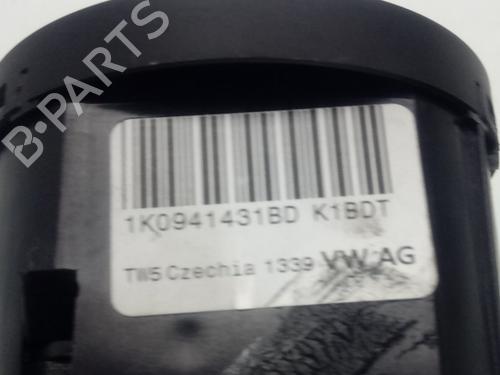 B-PARTS
1K0941431BD K1BDT
TW5 Czechia 1339 VW AG